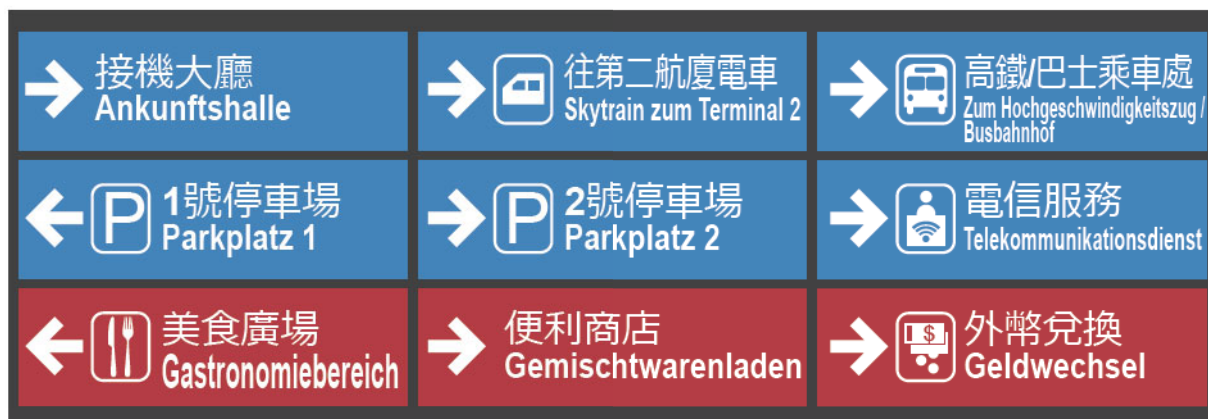 接機大廳
Ankunftshalle
往第二航廈電車
Skytrain zum Terminal 2
高鐵/巴士乘車處
Zum Hochgeschwindigkeitszug /
Busbahnhof
P
1號停車場
Parkplatz 1
P
2號停車場
Parkplatz 2
電信服務
Telekommunikationsdienst
美食廣場
Gastronomiebereich
便利商店
Gemischtwarenladen
$
外幣兌換
Geldwechsel